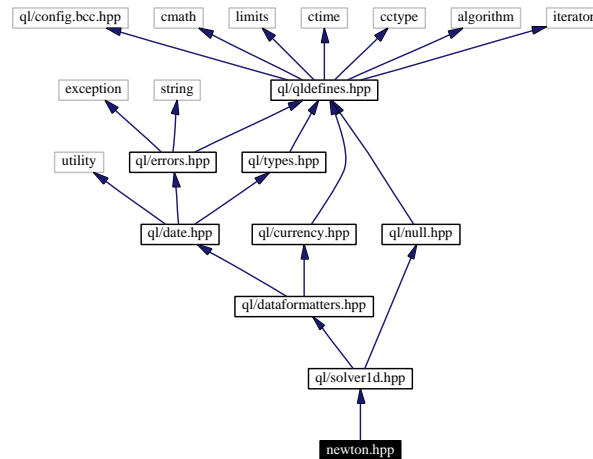 ql/config.bcc.hpp
cmath
limits
ctime
cctype
algorithm
iterator
exception
string
ql/qldefines.hpp
utility
ql/errors.hpp
ql/types.hpp
ql/date.hpp
ql/currency.hpp
ql/null.hpp
ql/dataformatters.hpp
ql/solver1d.hpp
newton.hpp